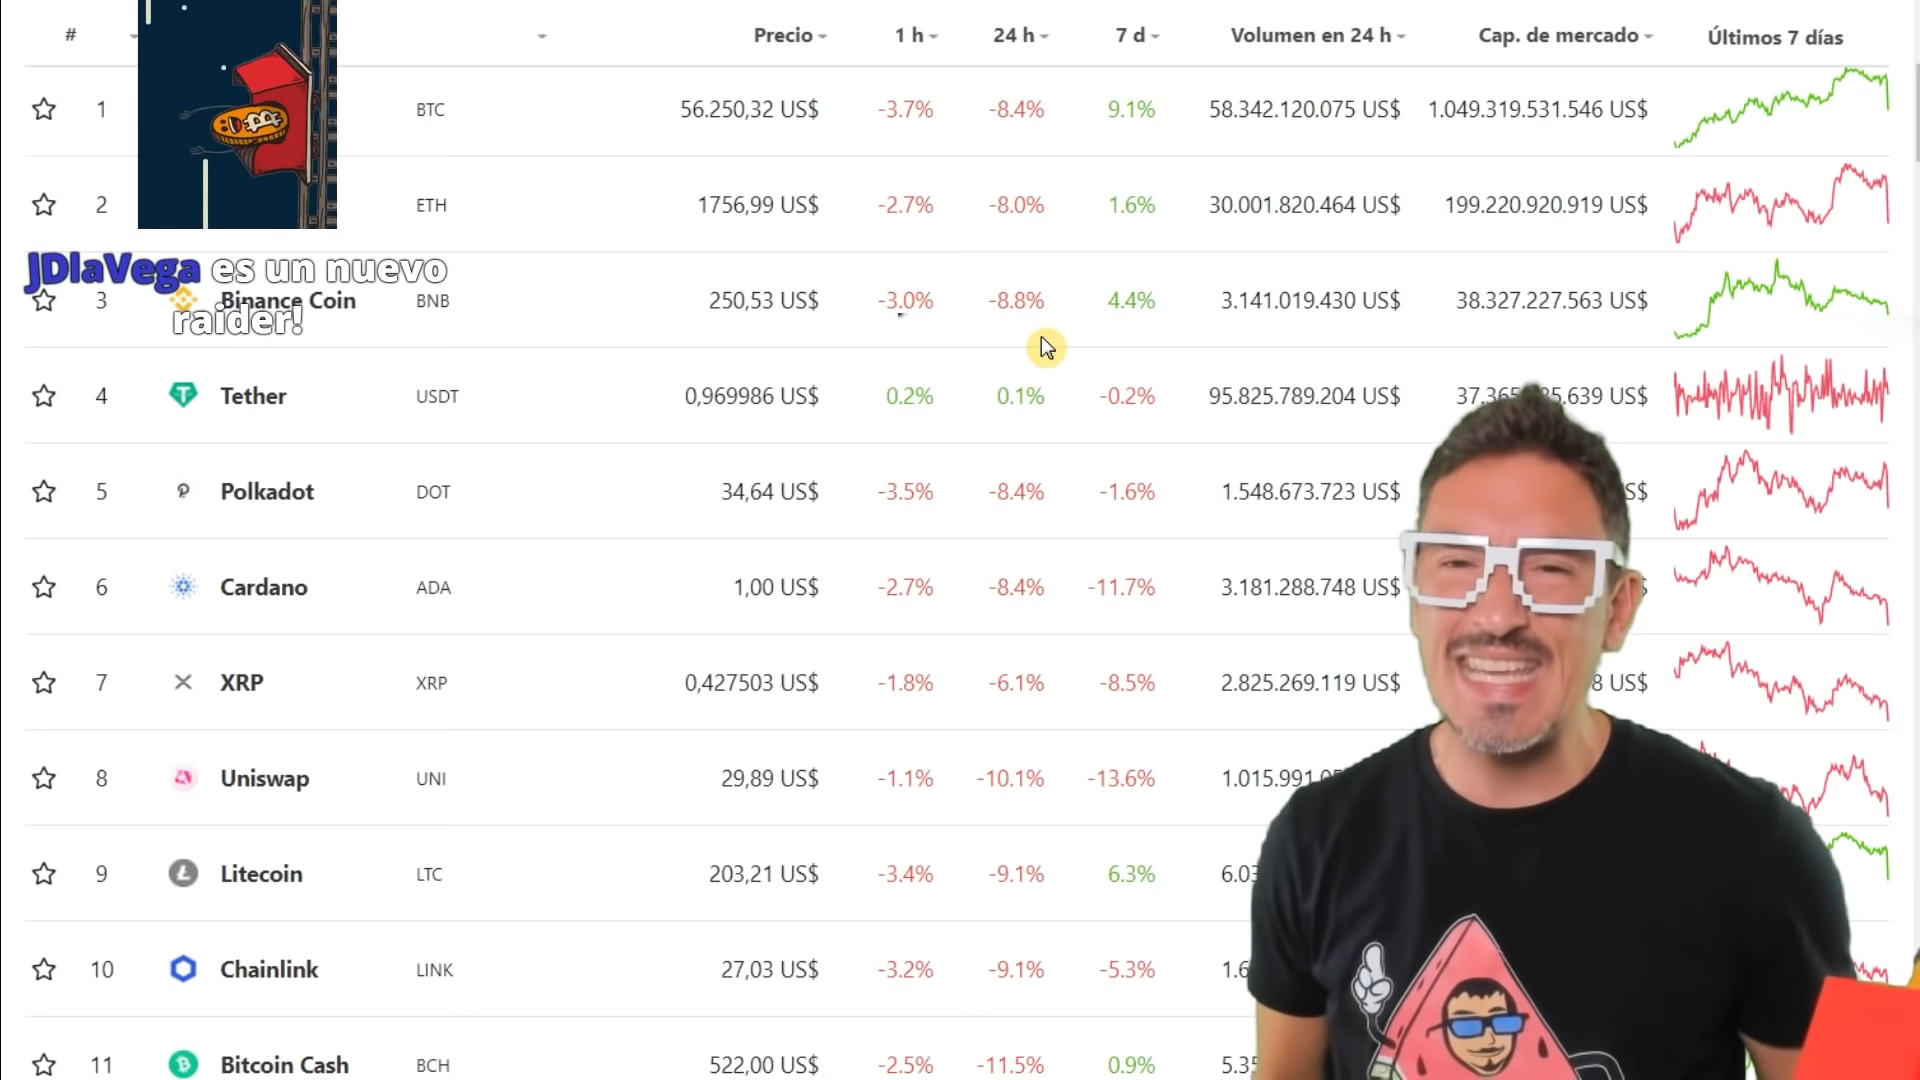 # Precio 1 h 24 h 7 d Volumen en 24 h Cap. de mercado Últimos 7 días
1 BTC 56.250,32 US$ -3.7% -8.4% 9.1% 58.342.120.075 US$ 1.049.319.531.546 US$
2 ETH 1756,99 US$ -2.7% -8.0% 1.6% 30.001.820.464 US$ 199.220.920.919 US$
JDlaVega es un nuevo
raider!
3 Binance Coin BNB 250,53 US$ -3.0% -8.8% 4.4% 3.141.019.430 US$ 38.327.227.563 US$
4 Tether USDT 0,969986 US$ 0.2% 0.1% -0.2% 95.825.789.204 US$ US$
5 Polkadot DOT 34,64 US$ -3.5% -8.4% -1.6% 1.548.673.723 US$
6 Cardano ADA 1,00 US$ -2.7% -8.4% -11.7% 3.181.288.748 US$
7 XRP XRP 0,427503 US$ -1.8% -6.1% -8.5% 2.825.269.119 US$ 8 US$
8 Uniswap UNI 29,89 US$ -1.1% -10.1% -13.6%
9 Litecoin LTC 203,21 US$ -3.4% -9.1% 6.3%
10 Chainlink LINK 27,03 US$ -3.2% -9.1% -5.3%
11 Bitcoin Cash BCH 522,00 US$ -2.5% -11.5% 0.9%